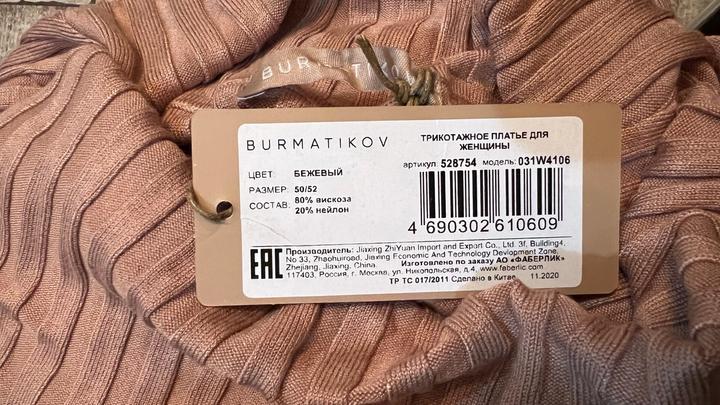 BURMATIKOV
BURMATIKOV
ТРИКОТАЖНОЕ ПЛАТЬЕ ДЛЯ
ЖЕНЩИНЫ
артикул: 528754 модель: 031W4106
ЦВЕТ: БЕЖЕВЫЙ
РАЗМЕР: 50/52
СОСТАВ: 80% вискоза
20% нейлон
4 690302 610609
EAC
Производитель: Jiaxing ZhiYuan Import and Export Co., Ltd. 3f, Building4,
No 33, Zhaohuiroad, Jiaxing Economic And Technology Devlopment Zone,
Zhejiang, Jiaxing, China Изготовлено по заказу АО «ФАБЕРЛИК»
117403, Россия, г. Москва, ул. Никопольская, д.4, www.faberlic.com
ТР ТС 017/2011 Сделано в Китае 11.2020